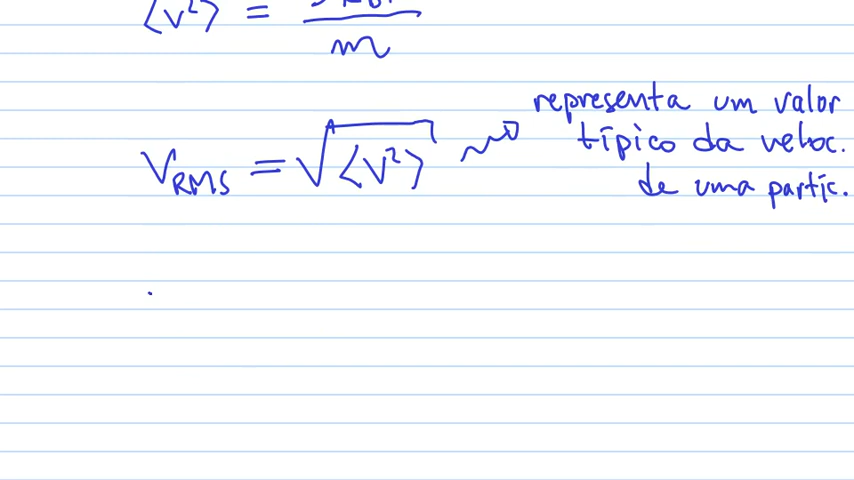 ⟨v²⟩ =
m
V_RMS = √⟨v²⟩
representa um valor
típico da veloc.
de uma partíc.